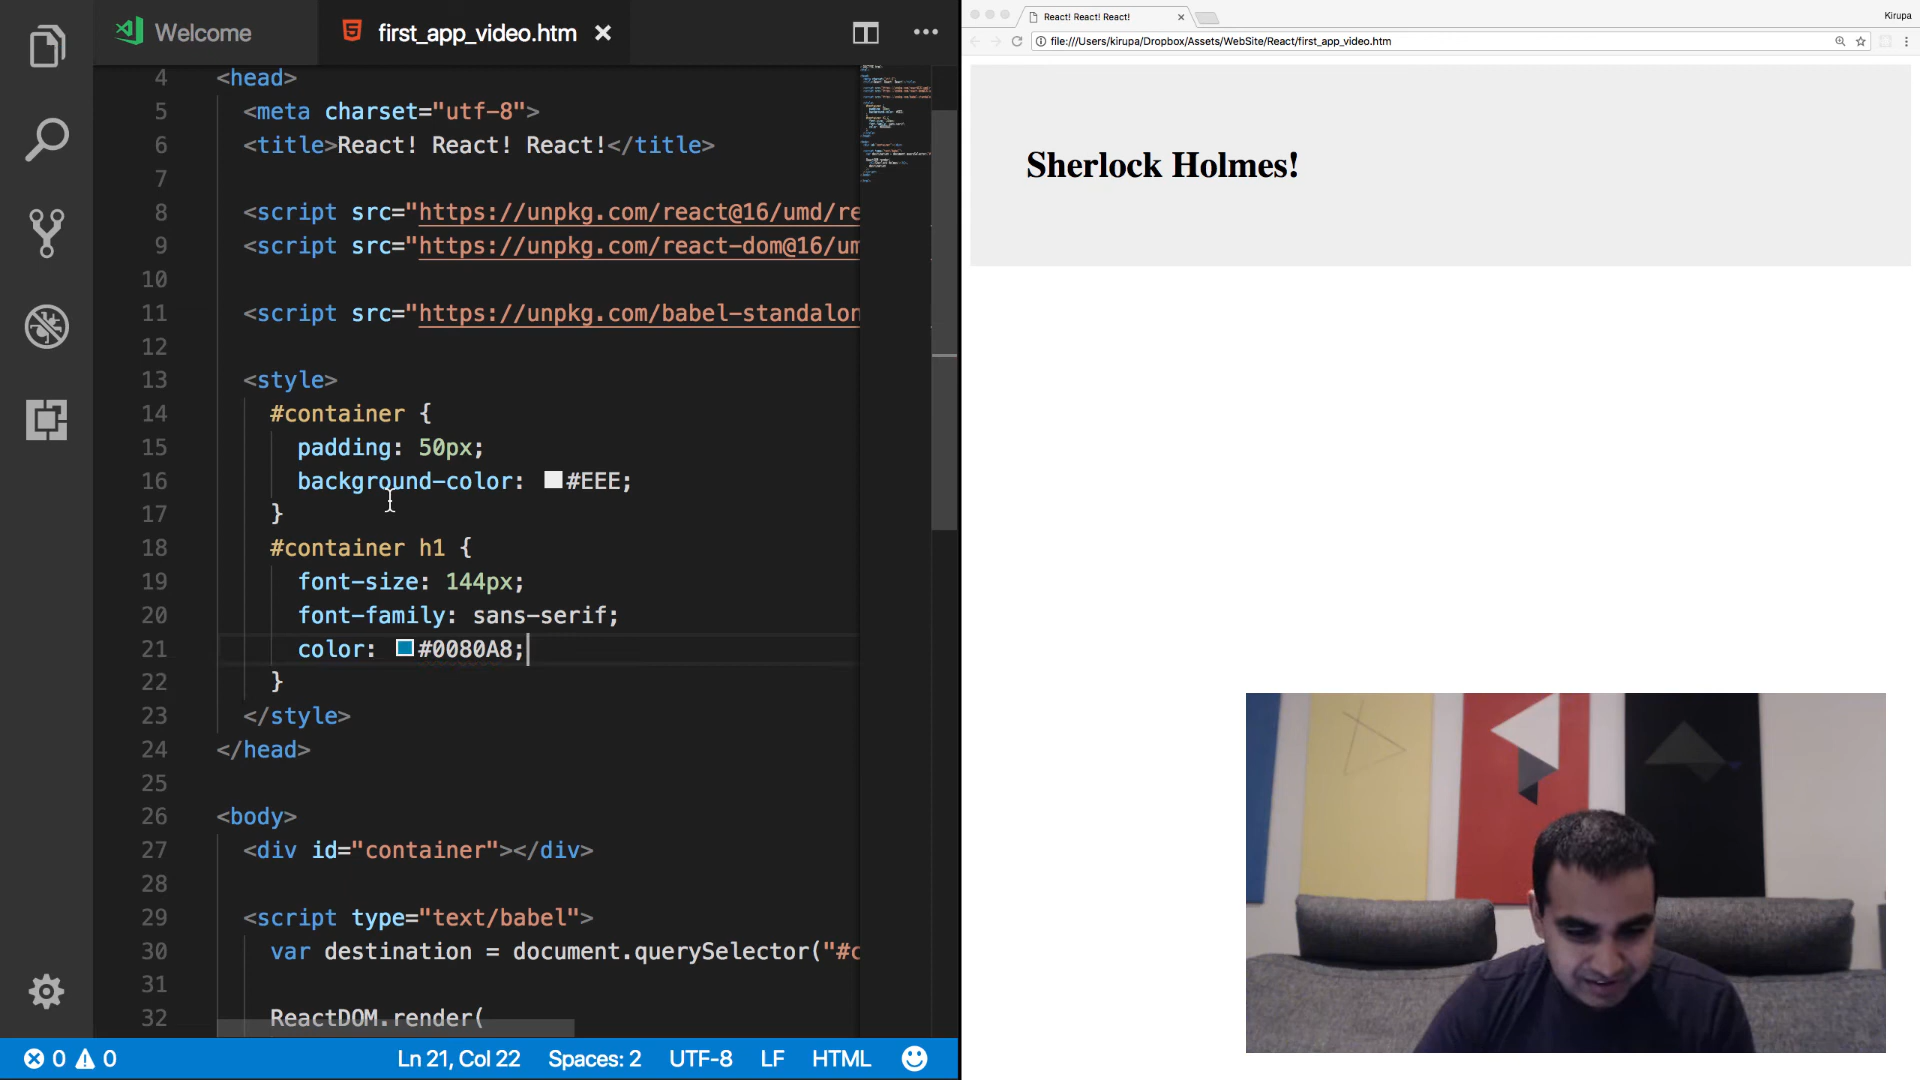 Welcome
first_app_video.htm
4 <head>
5 <meta charset="utf-8">
6 <title>React! React! React!</title>
7
8 <script src="https://unpkg.com/react@16/umd/re
9 <script src="https://unpkg.com/react-dom@16/um
10
11 <script src="https://unpkg.com/babel-standalon
12
13 <style>
14 #container {
15 padding: 50px;
16 background-color: #EEE;
17 }
18 #container h1 {
19 font-size: 144px;
20 font-family: sans-serif;
21 color: #0080A8;
22 }
23 </style>
24 </head>
25
26 <body>
27 <div id="container"></div>
28
29 <script type="text/babel">
30 var destination = document.querySelector("#c
31
32 ReactDOM.render(
0 0 Ln 21, Col 22 Spaces: 2 UTF-8 LF HTML
React! React! React!
Kirupa
file:///Users/kirupa/Dropbox/Assets/WebSite/React/first_app_video.htm
Sherlock Holmes!